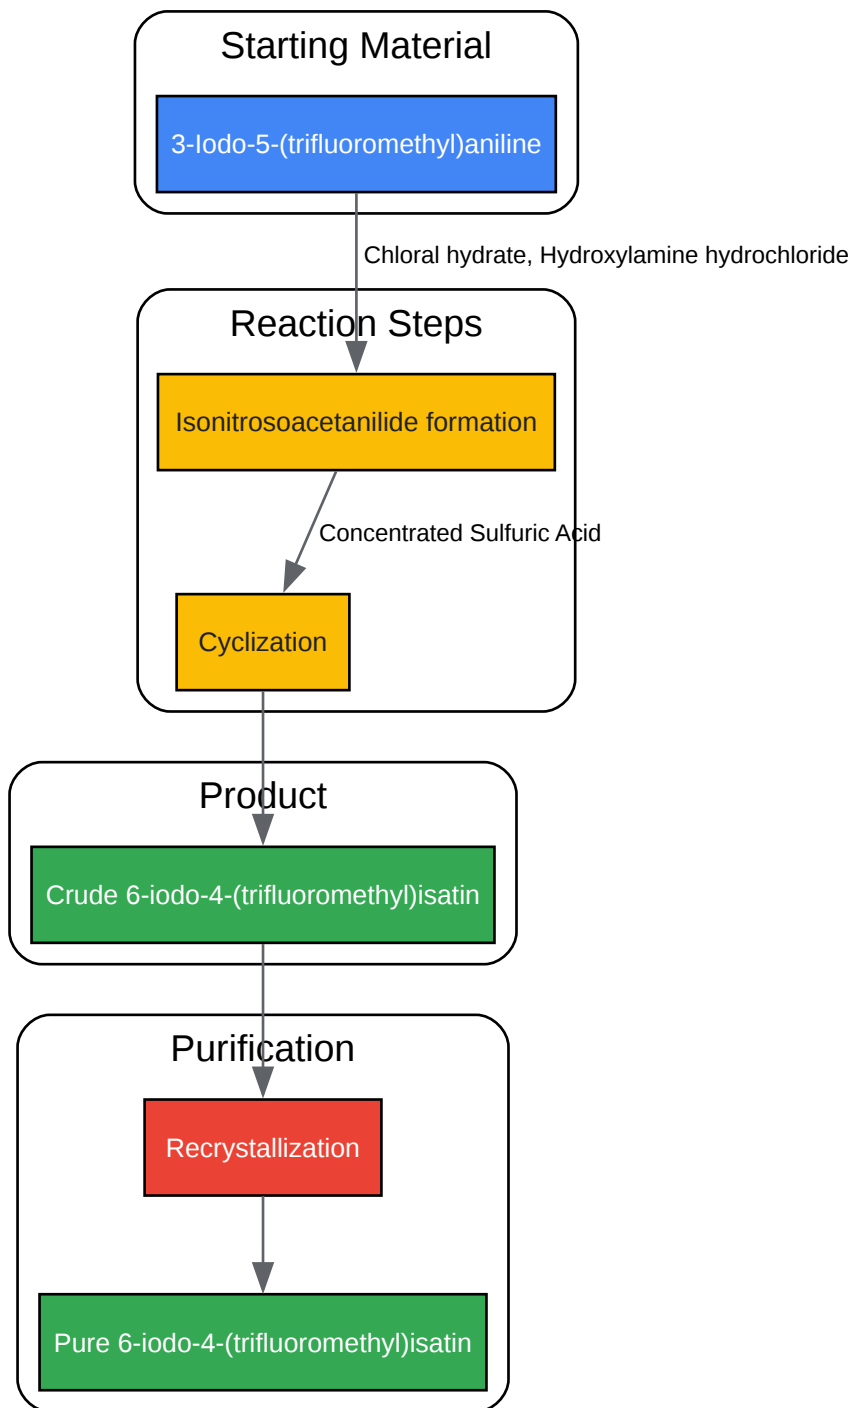 Starting Material
3-Iodo-5-(trifluoromethyl)aniline
Chloral hydrate, Hydroxylamine hydrochloride
Reaction Steps
Isonitrosoacetanilide formation
Concentrated Sulfuric Acid
Cyclization
Product
Crude 6-iodo-4-(trifluoromethyl)isatin
Purification
Recrystallization
Pure 6-iodo-4-(trifluoromethyl)isatin